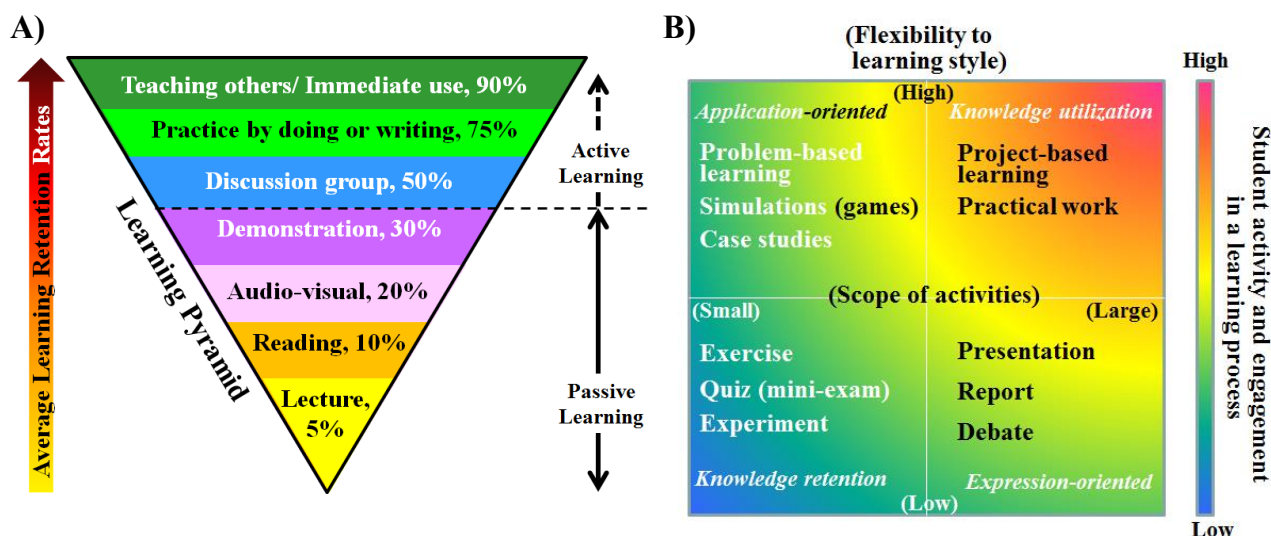 A)
Average Learning Retention Rates
Teaching others/ Immediate use, 90%
Practice by doing or writing, 75%
Discussion group, 50%
Demonstration, 30%
Audio-visual, 20%
Reading, 10%
Lecture,
5%
Learning Pyramid
Active
Learning
Passive
Learning
B)
(Flexibility to
learning style)
(High)
Application-oriented
Problem-based
learning
Simulations (games)
Case studies
Knowledge utilization
Project-based
learning
Practical work
(Scope of activities)
(Small)
(Large)
Exercise
Quiz (mini-exam)
Experiment
Knowledge retention
Presentation
Report
Debate
Expression-oriented
(Low)
High
Student activity and engagement
in a learning process
Low